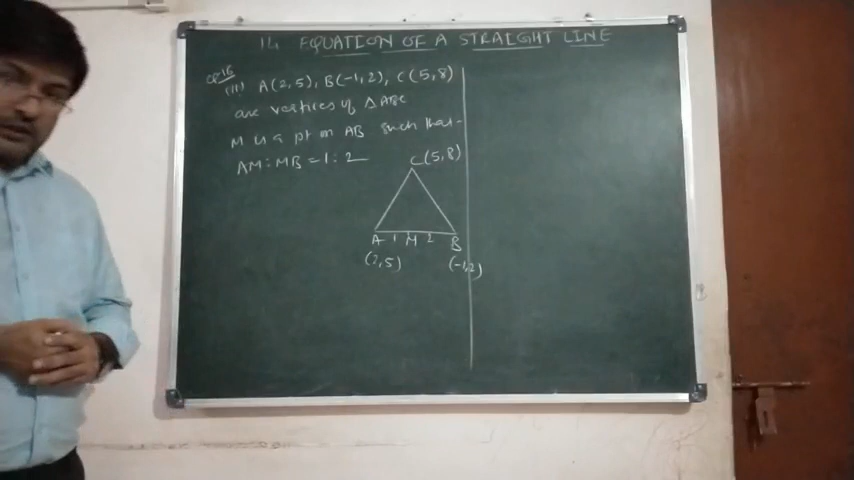 14. EQUATION OF A STRAIGHT LINE
(iii) A(2,5), B(-1,2), C(5,8)
are vertices of △ABC
M is a pt on AB such that
AM:MB = 1:2
C(5,8)
A 1 M 2 B
(2,5) (-1,2)